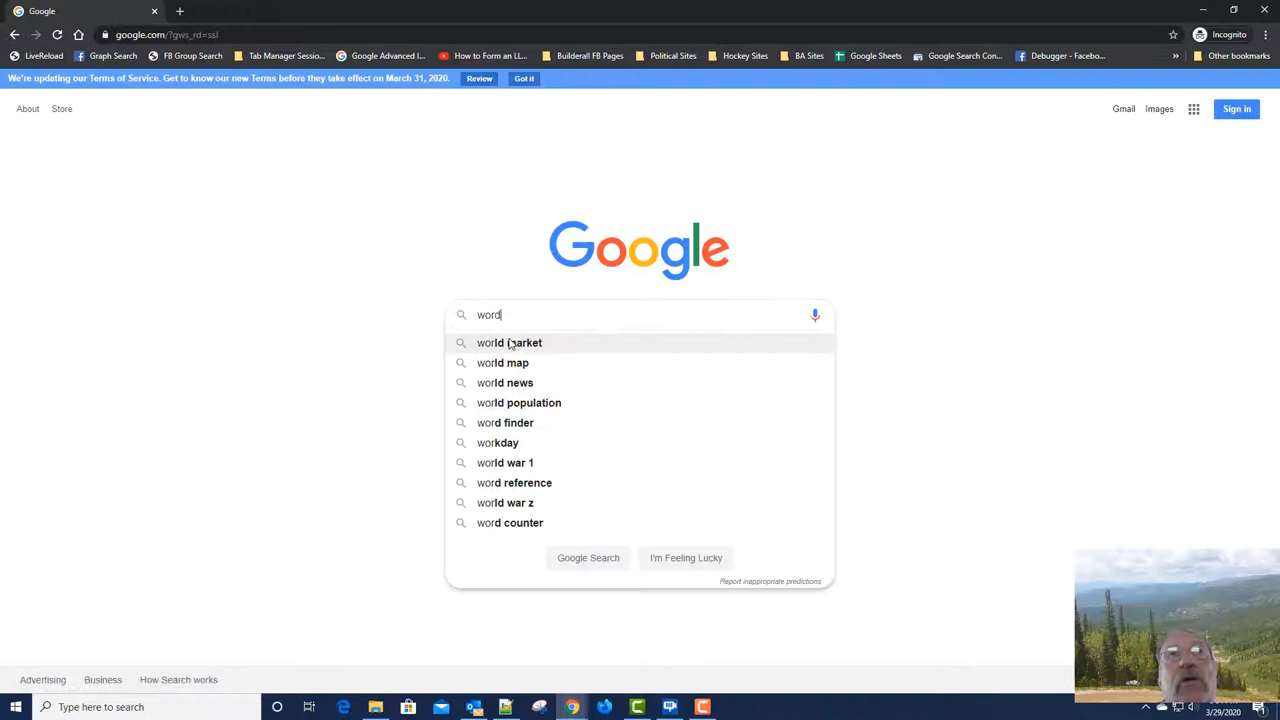 Google
google.com/?gws_rd=ssl
Incognito
LiveReload
Graph Search
FB Group Search
Tab Manager Sessio...
Google Advanced I...
How to Form an LL...
Builderall FB Pages
Political Sites
Hockey Sites
BA Sites
Google Sheets
Google Search Con...
Debugger - Facebo...
»
Other bookmarks
We're updating our Terms of Service. Get to know our new Terms before they take effect on March 31, 2020.
Review
Got it
About
Store
Gmail
Images
Sign in
Google
word
world market
world map
world news
world population
word finder
workday
world war 1
word reference
world war z
word counter
Google Search
I'm Feeling Lucky
Report inappropriate predictions
Advertising
Business
How Search works
Type here to search
3/29/2020